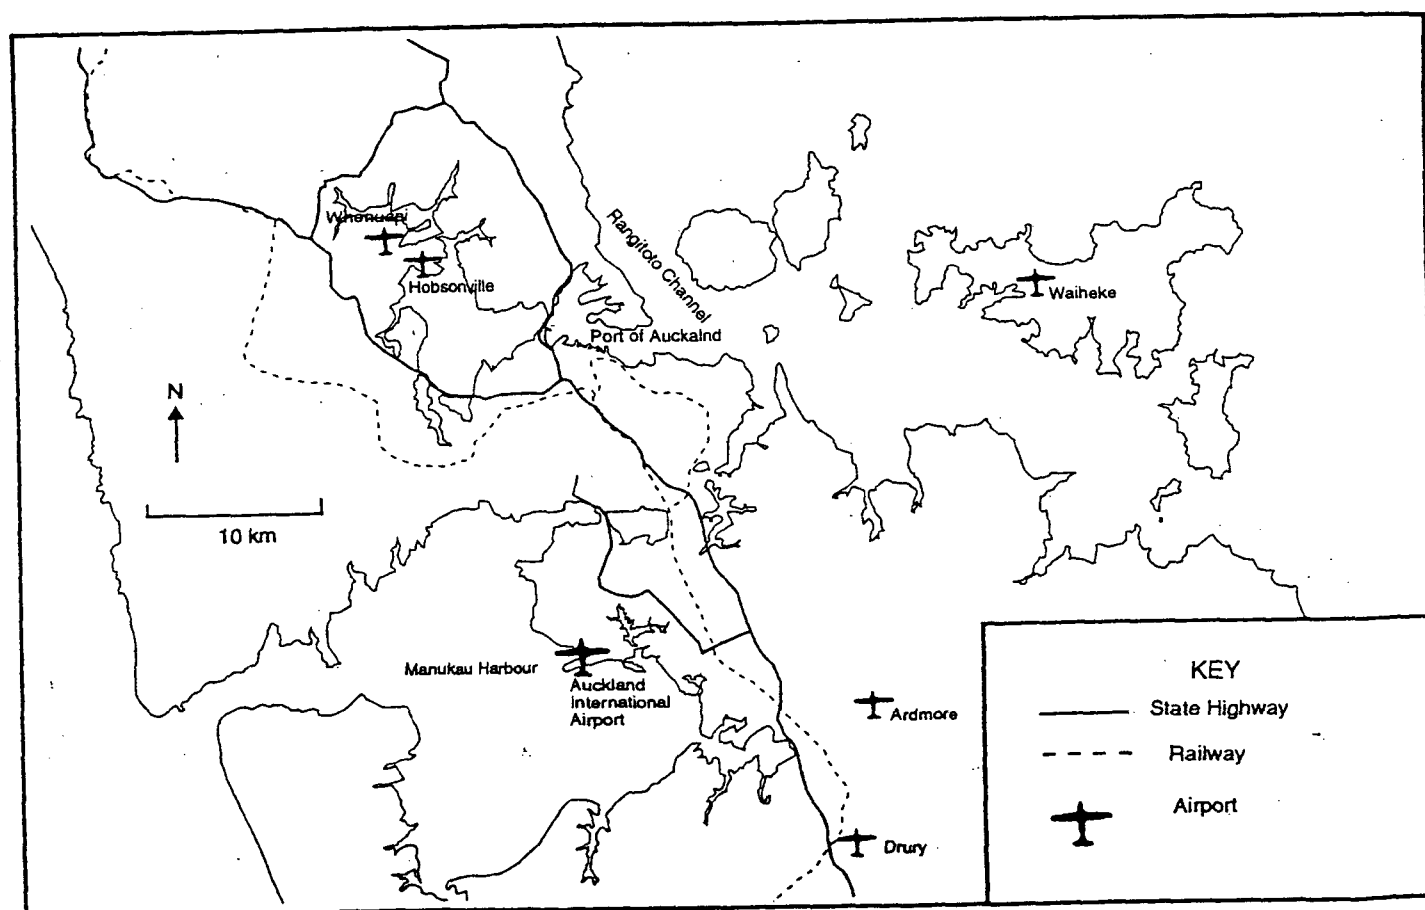 Whenuapi
Hobsonville
Rangitoto Channel
Waiheke
Port of Auckalnd
N
10 km
Manukau Harbour
Auckland
International
Airport
Ardmore
Drury
KEY
State Highway
Railway
Airport